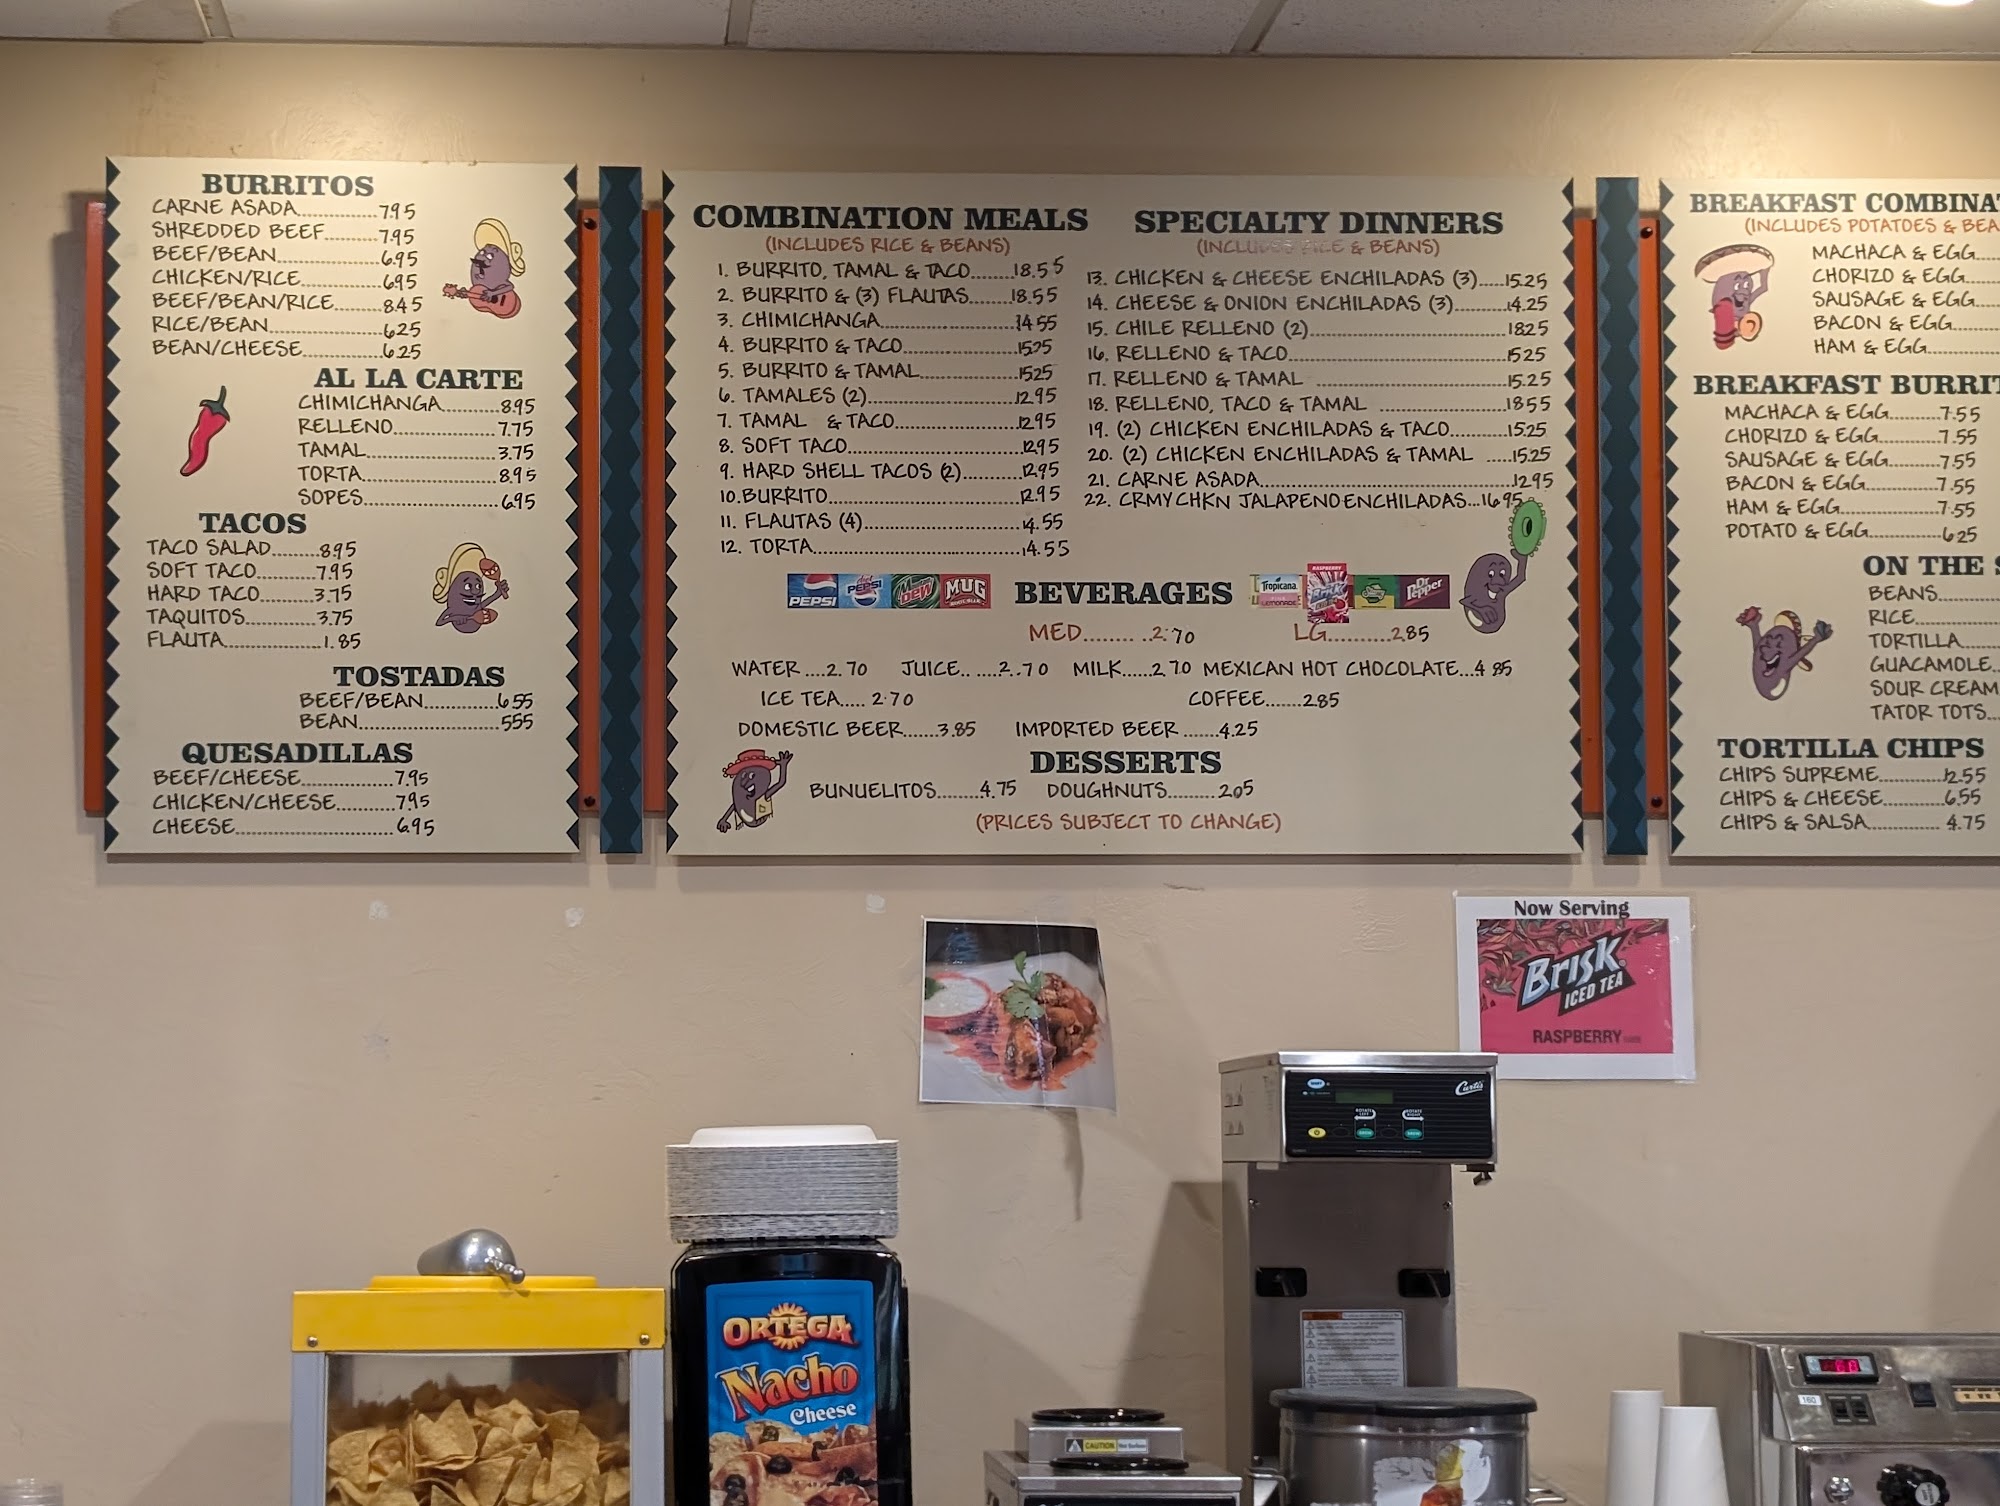 BURRITOS
CARNE ASADA 7.95
SHREDDED BEEF 7.95
BEEF/BEAN 6.95
CHICKEN/RICE 6.95
BEEF/BEAN/RICE 8.45
RICE/BEAN 6.25
BEAN/CHEESE 6.25
AL LA CARTE
CHIMICHANGA 8.95
RELLENO 7.75
TAMAL 3.75
TORTA 8.95
SOPES 6.95
TACOS
TACO SALAD 8.95
SOFT TACO 7.95
HARD TACO 3.75
TAQUITOS 3.75
FLAUTA 1.85
TOSTADAS
BEEF/BEAN 6.55
BEAN 5.55
QUESADILLAS
BEEF/CHEESE 7.95
CHICKEN/CHEESE 7.95
CHEESE 6.95
COMBINATION MEALS
(INCLUDES RICE & BEANS)
1. BURRITO, TAMAL & TACO 18.55
2. BURRITO & (3) FLAUTAS 18.55
3. CHIMICHANGA 14.55
4. BURRITO & TACO 15.25
5. BURRITO & TAMAL 15.25
6. TAMALES (2) 12.95
7. TAMAL & TACO 12.95
8. SOFT TACO 12.95
9. HARD SHELL TACOS (2) 12.95
10. BURRITO 12.95
11. FLAUTAS (4) 14.55
12. TORTA 14.55
SPECIALTY DINNERS
(INCLUDES RICE & BEANS)
13. CHICKEN & CHEESE ENCHILADAS (3) 15.25
14. CHEESE & ONION ENCHILADAS (3) 14.25
15. CHILE RELLENO (2) 18.25
16. RELLENO & TACO 15.25
17. RELLENO & TAMAL 15.25
18. RELLENO, TACO & TAMAL 18.55
19. (2) CHICKEN ENCHILADAS & TACO 15.25
20. (2) CHICKEN ENCHILADAS & TAMAL 15.25
21. CARNE ASADA 12.95
22. CRMY CHKN JALAPENO ENCHILADAS 16.95
PEPSI diet PEPSI Mtn DEW MUG BEVERAGES Tropicana LEMONADE RASPBERRY Brisk Dr Pepper
MED 2.70 LG 2.85
WATER 2.70 JUICE 2.70 MILK 2.70 MEXICAN HOT CHOCOLATE 4.85
ICE TEA 2.70 COFFEE 2.85
DOMESTIC BEER 3.85 IMPORTED BEER 4.25
DESSERTS
BUNUELITOS 4.75 DOUGHNUTS 2.05
(PRICES SUBJECT TO CHANGE)
BREAKFAST COMBINAT
(INCLUDES POTATOES & BEA
MACHACA & EGG
CHORIZO & EGG
SAUSAGE & EGG
BACON & EGG
HAM & EGG
BREAKFAST BURRIT
MACHACA & EGG 7.55
CHORIZO & EGG 7.55
SAUSAGE & EGG 7.55
BACON & EGG 7.55
HAM & EGG 7.55
POTATO & EGG 6.25
ON THE S
BEANS
RICE
TORTILLA
GUACAMOLE
SOUR CREAM
TATOR TOTS
TORTILLA CHIPS
CHIPS SUPREME 12.55
CHIPS & CHEESE 6.55
CHIPS & SALSA 4.75
Now Serving
Brisk
ICED TEA
RASPBERRY
Curtis
ORTEGA
Nacho
Cheese
CAUTION
160